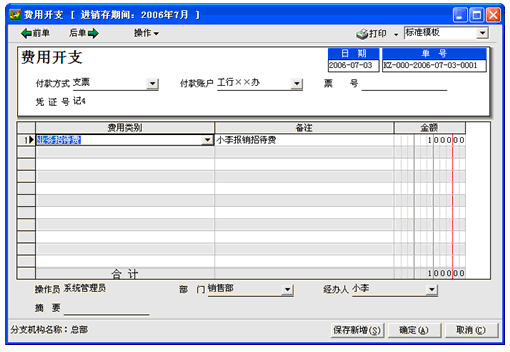 费用开支 [ 进销存期间：2006年7月 ]
前单 后单 操作 打印 标准模板
费用开支
日 期 单 号
2006-07-03 KZ-000-2006-07-03-0001
付款方式 支票 付款账户 工行××办 票 号
凭 证 号 记4
费用类别 备注 金额
1 业务招待费 小李报销招待费 100000
合 计 100000
操作员 系统管理员 部 门 销售部 经办人 小李
摘 要
分支机构名称：总部 保存新增(S) 确定(A) 取消(C)